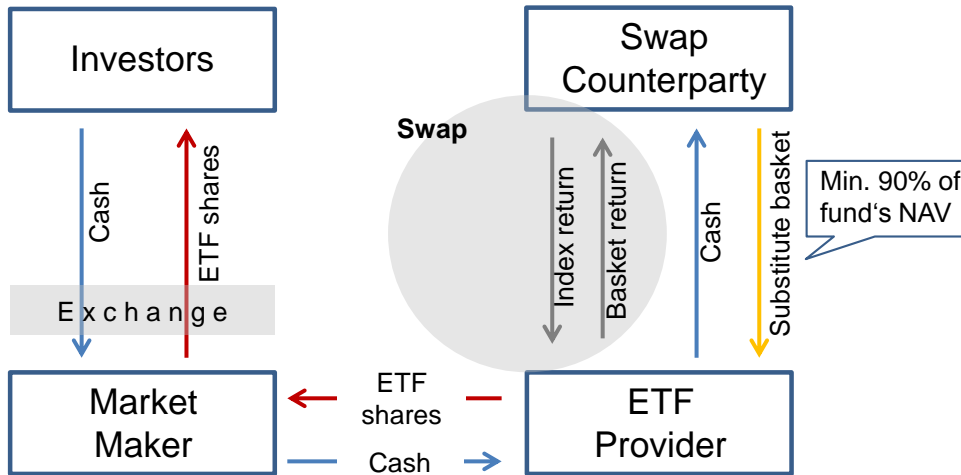 Investors
Swap
Counterparty
Swap
Cash
ETF shares
Index return
Basket return
Cash
Substitute basket
Min. 90% of
fund‘s NAV
Exchange
Market
Maker
ETF
shares
Cash
ETF
Provider